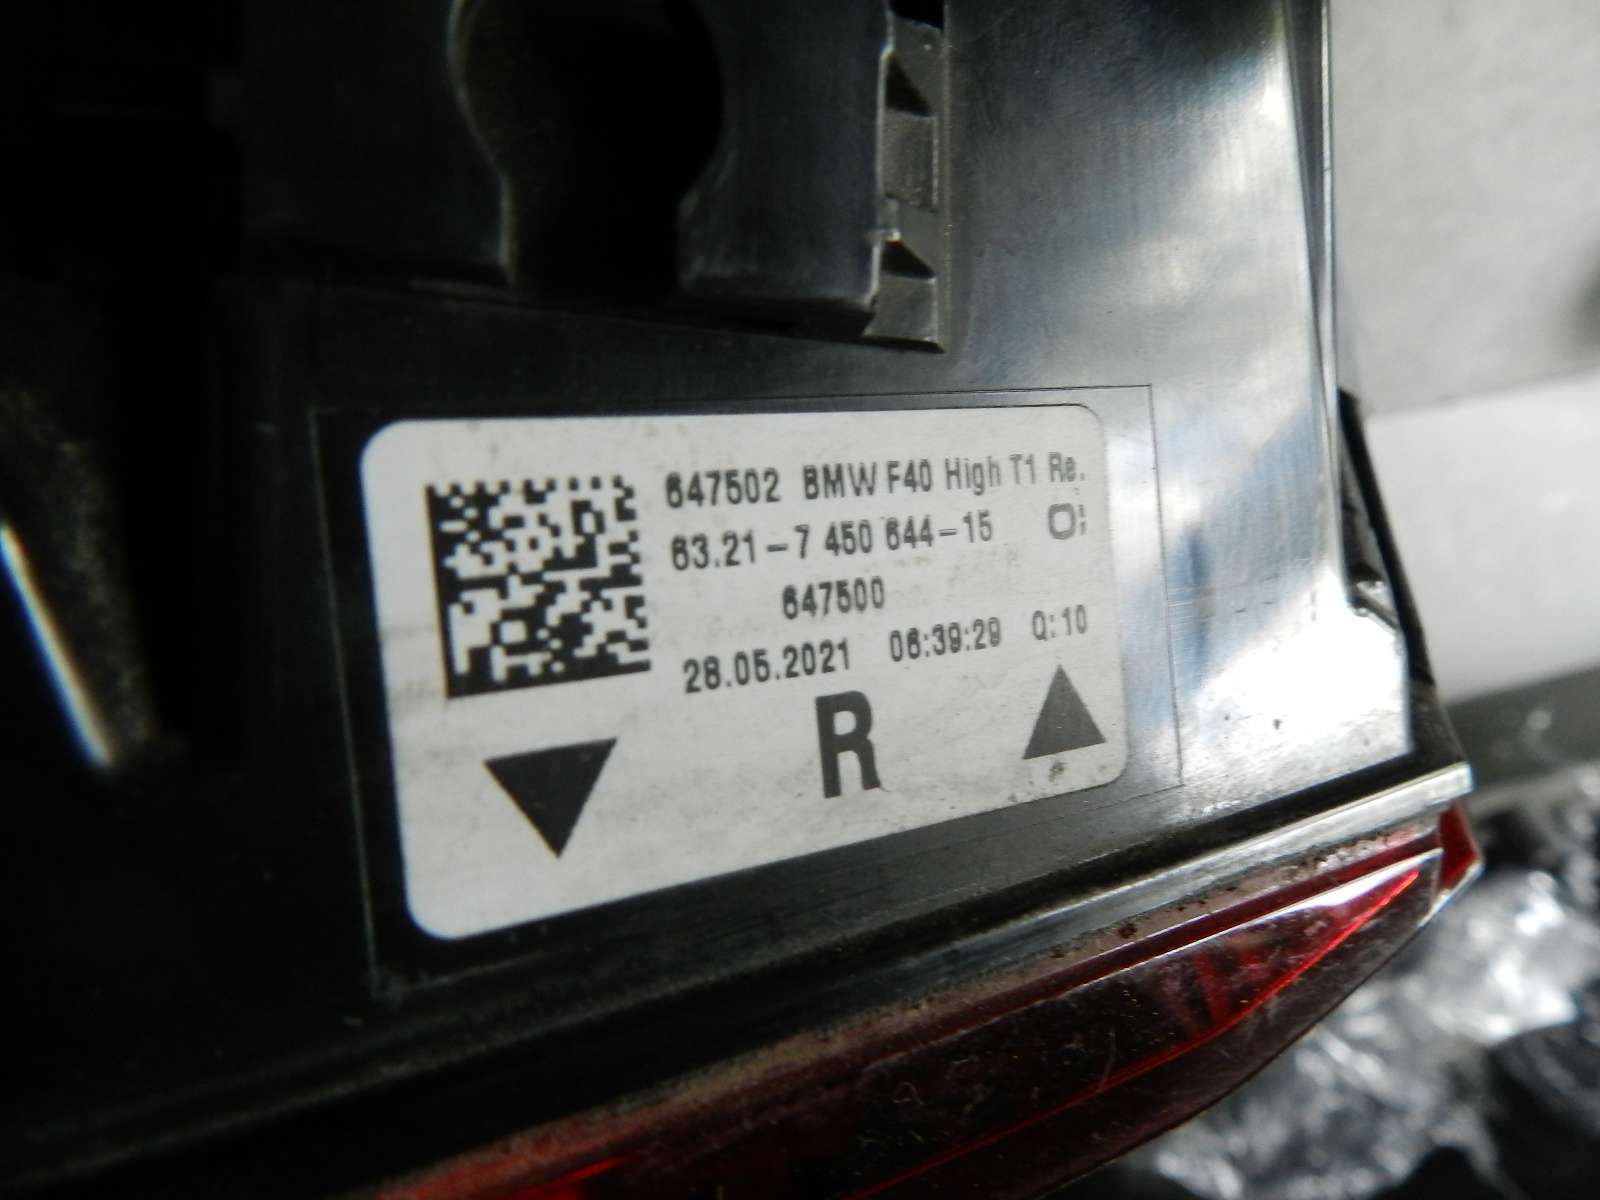 647502 BMW F40 High T1 Re.
63.21-7 450 644-15
647500
28.05.2021 06:39:29 Q:10
R